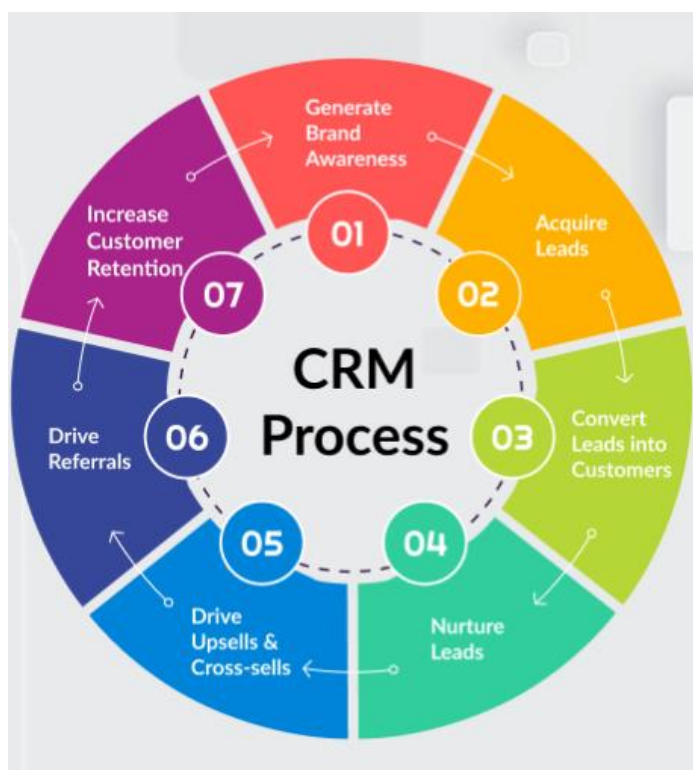 Generate
Brand
Awareness
01
Acquire
Leads
02
Convert
Leads into
Customers
03
Nurture
Leads
04
Drive
Upsells &
Cross-sells
05
Drive
Referrals
06
Increase
Customer
Retention
07
CRM
Process